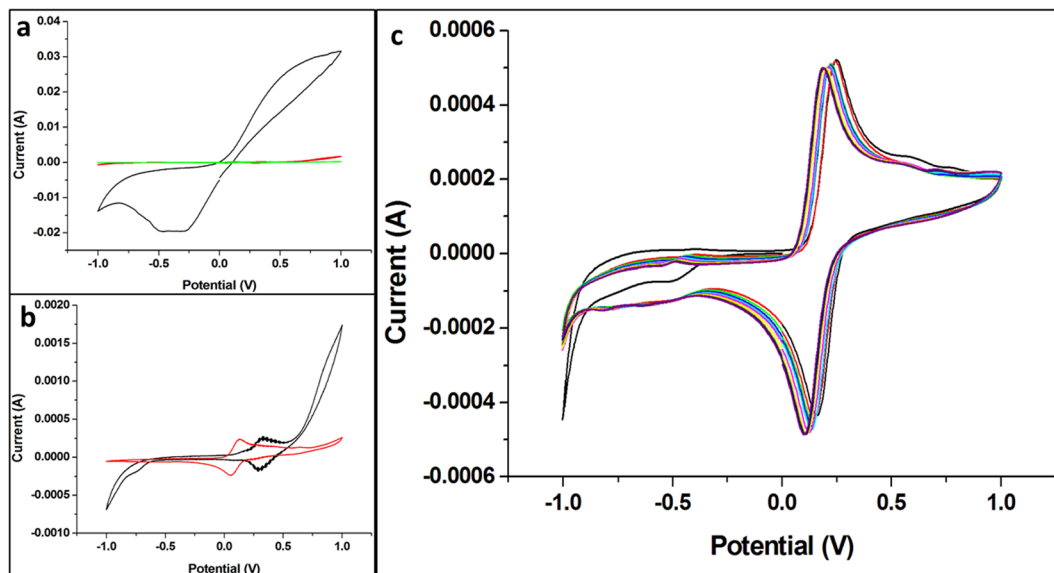 a
0.04
0.03
0.02
0.01
0.00
-0.01
-0.02
Current (A)
-1.0 -0.5 0.0 0.5 1.0
Potential (V)
b
0.0020
0.0015
0.0010
0.0005
0.0000
-0.0005
-0.0010
Current (A)
-1.0 -0.5 0.0 0.5 1.0
Potential (V)
c
0.0006
0.0004
0.0002
0.0000
-0.0002
-0.0004
-0.0006
Current (A)
-1.0 -0.5 0.0 0.5 1.0
Potential (V)